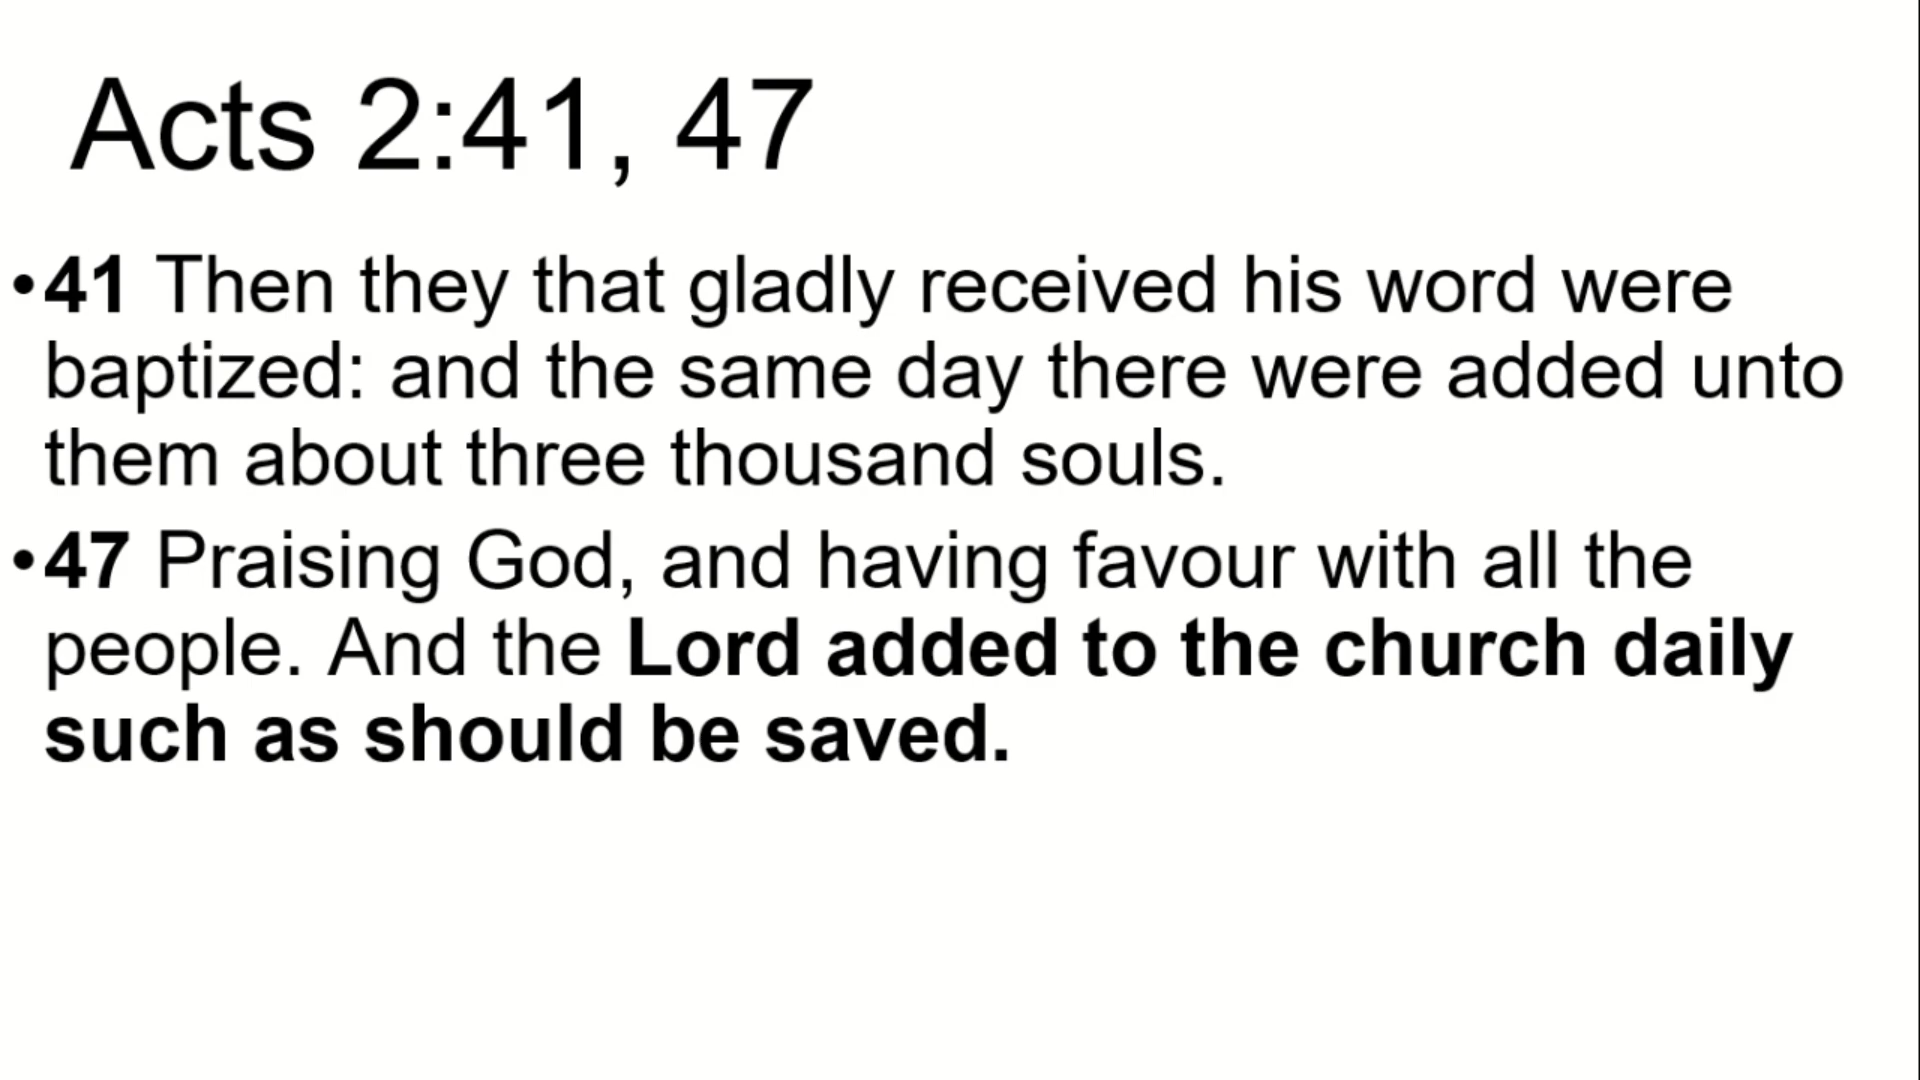 Acts 2:41, 47
•41 Then they that gladly received his word were
baptized: and the same day there were added unto
them about three thousand souls.
•47 Praising God, and having favour with all the
people. And the Lord added to the church daily
such as should be saved.